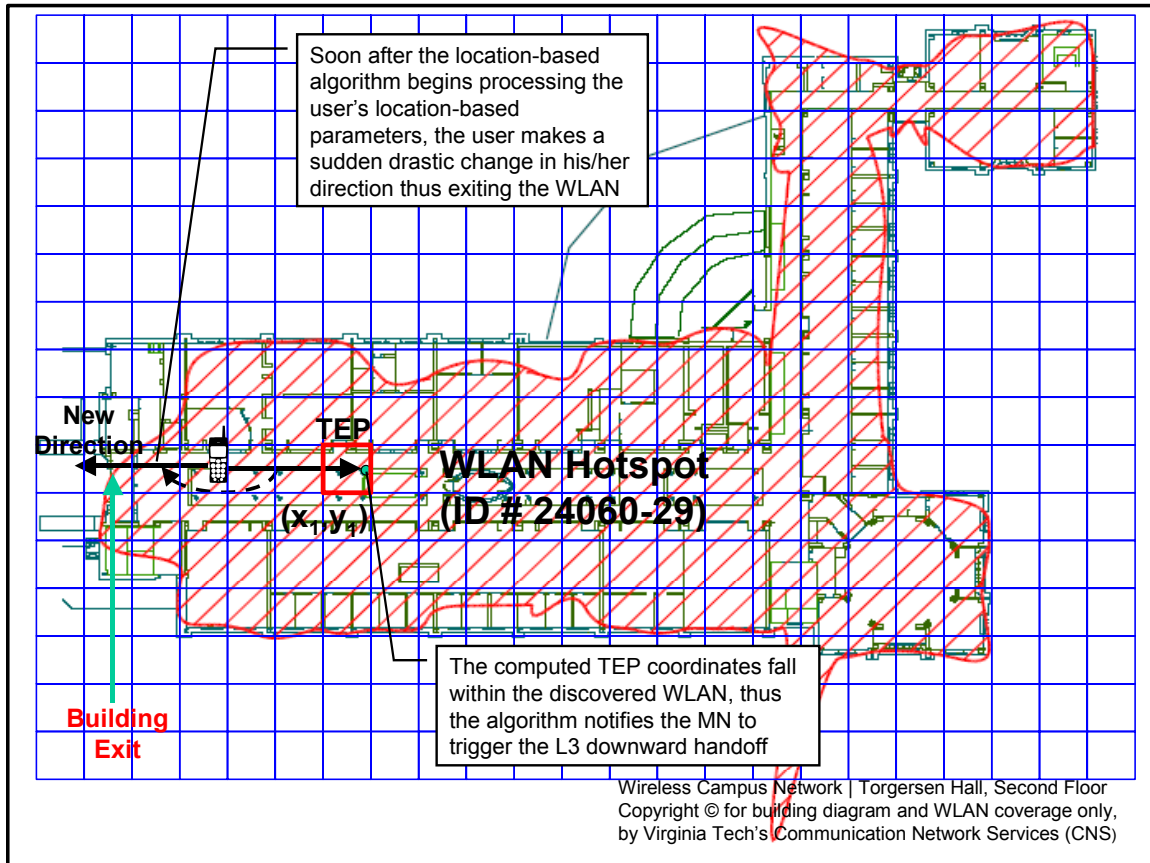 Soon after the location-based
algorithm begins processing the
user's location-based
parameters, the user makes a
sudden drastic change in his/her
direction thus exiting the WLAN
New
Direction
TEP
WLAN Hotspot
(ID # 24060-29)
(x₁,y₁)
The computed TEP coordinates fall
within the discovered WLAN, thus
the algorithm notifies the MN to
trigger the L3 downward handoff
Building
Exit
Wireless Campus Network | Torgersen Hall, Second Floor
Copyright © for building diagram and WLAN coverage only,
by Virginia Tech's Communication Network Services (CNS)